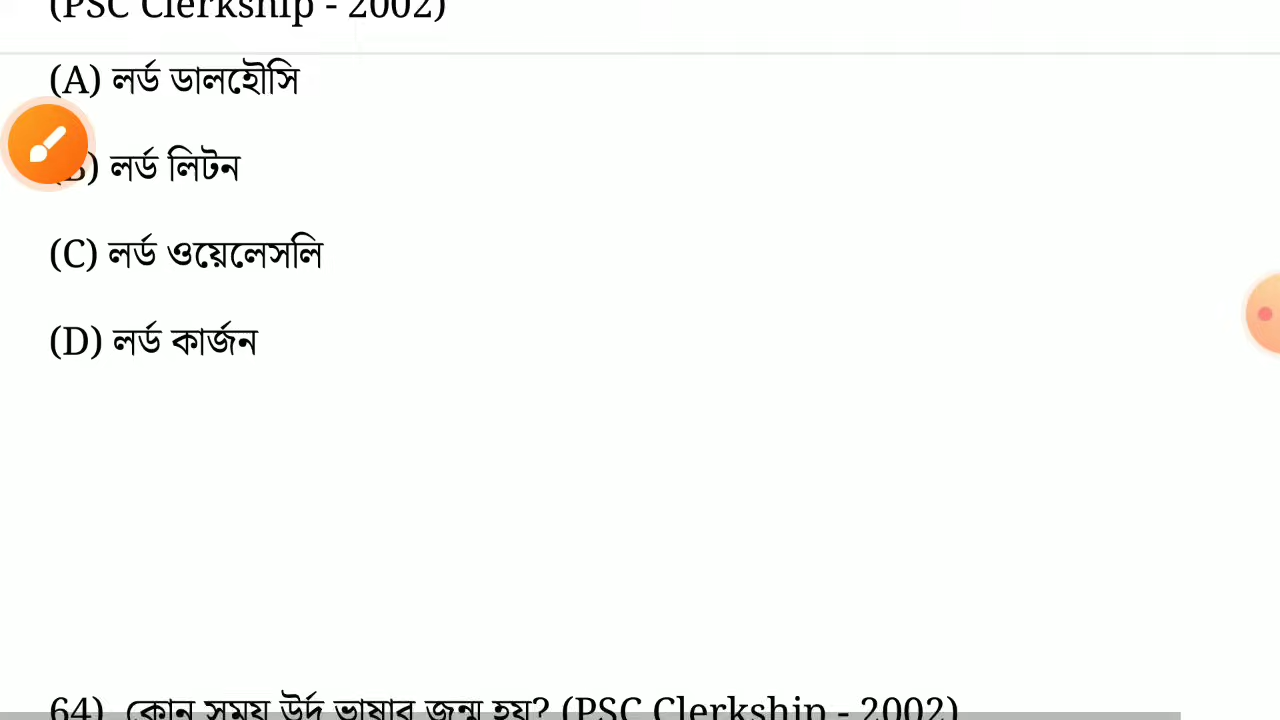 (PSC Clerkship - 2002)
(A) লর্ড ডালহৌসি
(B) লর্ড লিটন
(C) লর্ড ওয়েলেসলি
(D) লর্ড কার্জন
64) কোন সময় উর্দু ভাষার জন্ম হয়? (PSC Clerkship - 2002)